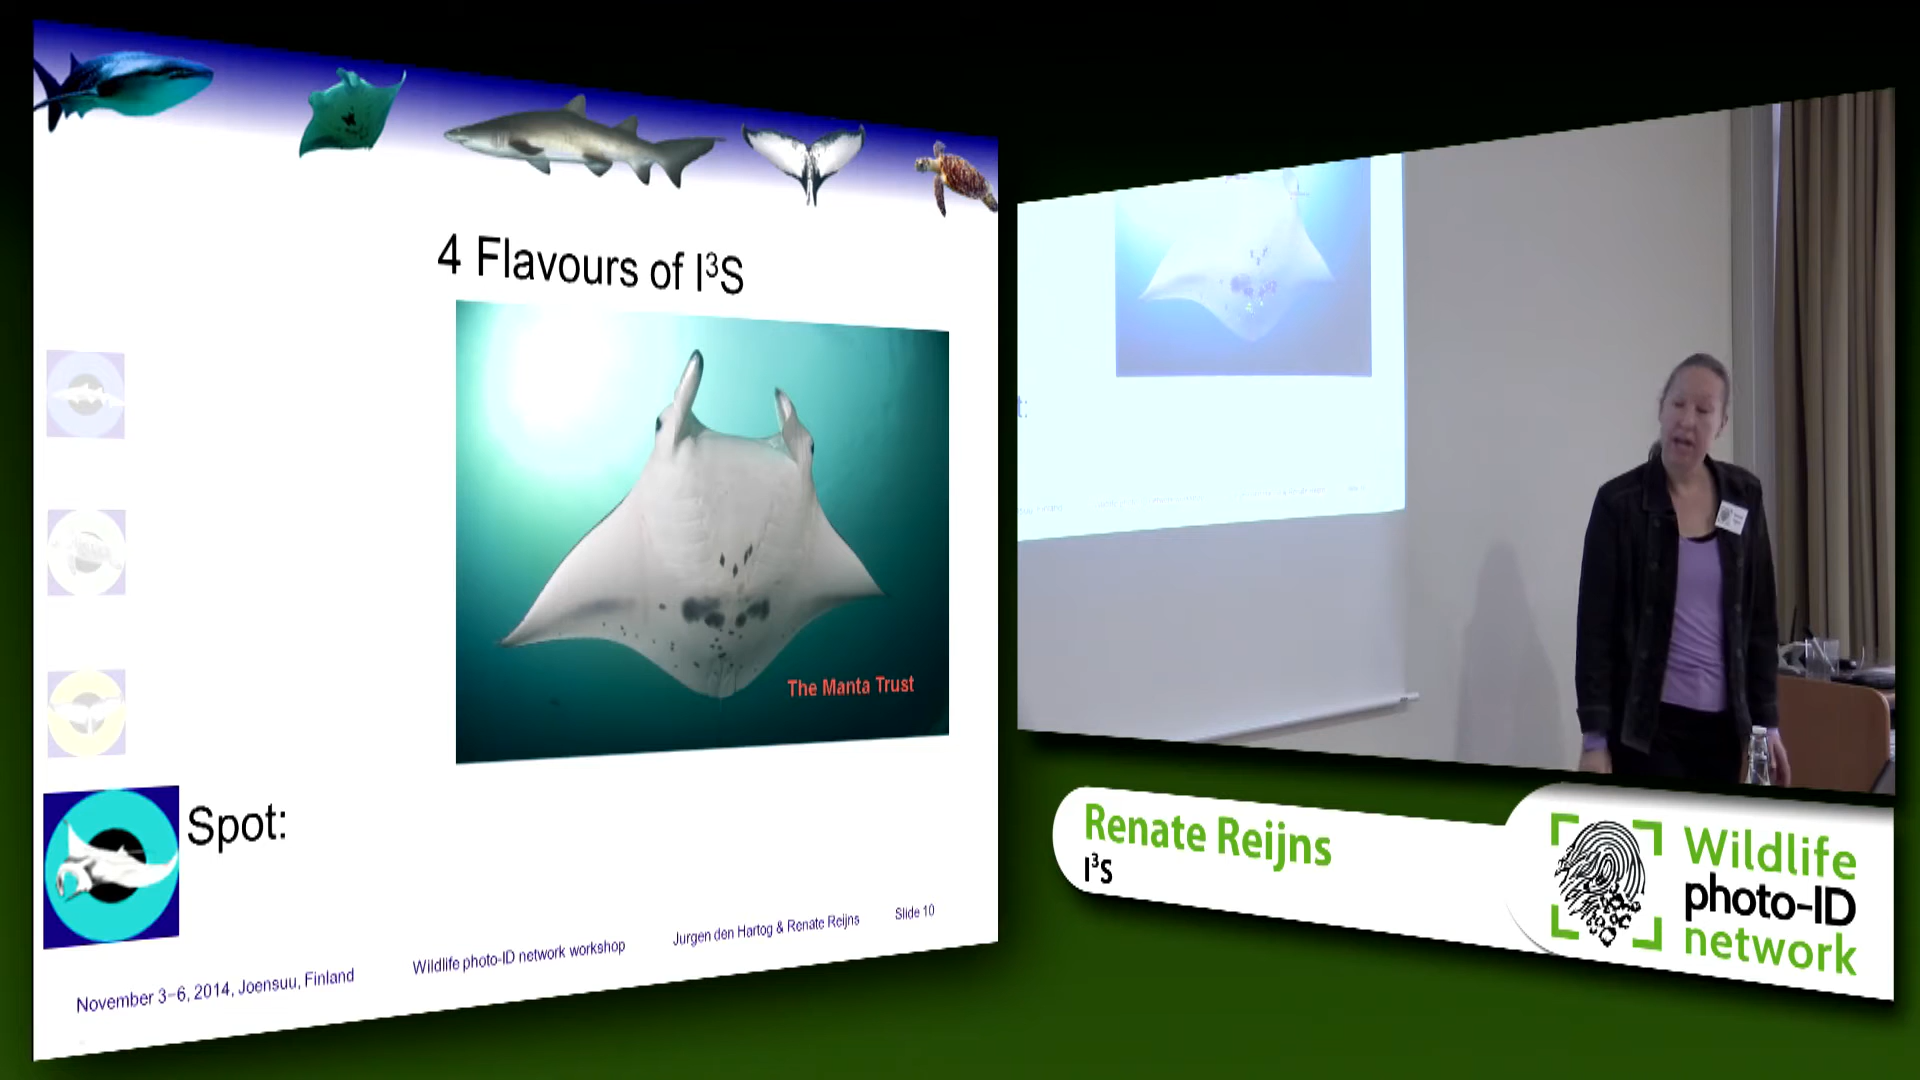 4 Flavours of I³S
The Manta Trust
Spot:
November 3-6, 2014, Joensuu, Finland
Wildlife photo-ID network workshop
Jurgen den Hartog & Renate Reijns
Slide 10
Renate Reijns
I³S
Wildlife
photo-ID
network